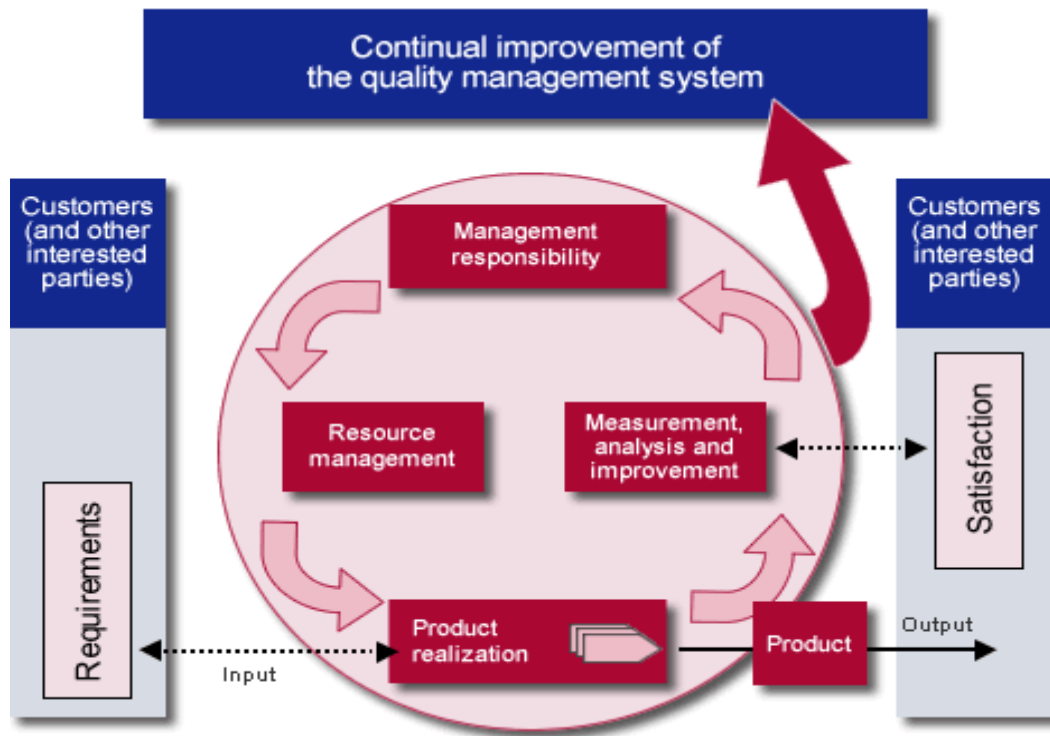 Continual improvement of
the quality management system
Customers
(and other
interested
parties)
Customers
(and other
interested
parties)
Management
responsibility
Resource
management
Measurement,
analysis and
improvement
Satisfaction
Requirements
Product
realization
Product
Output
Input